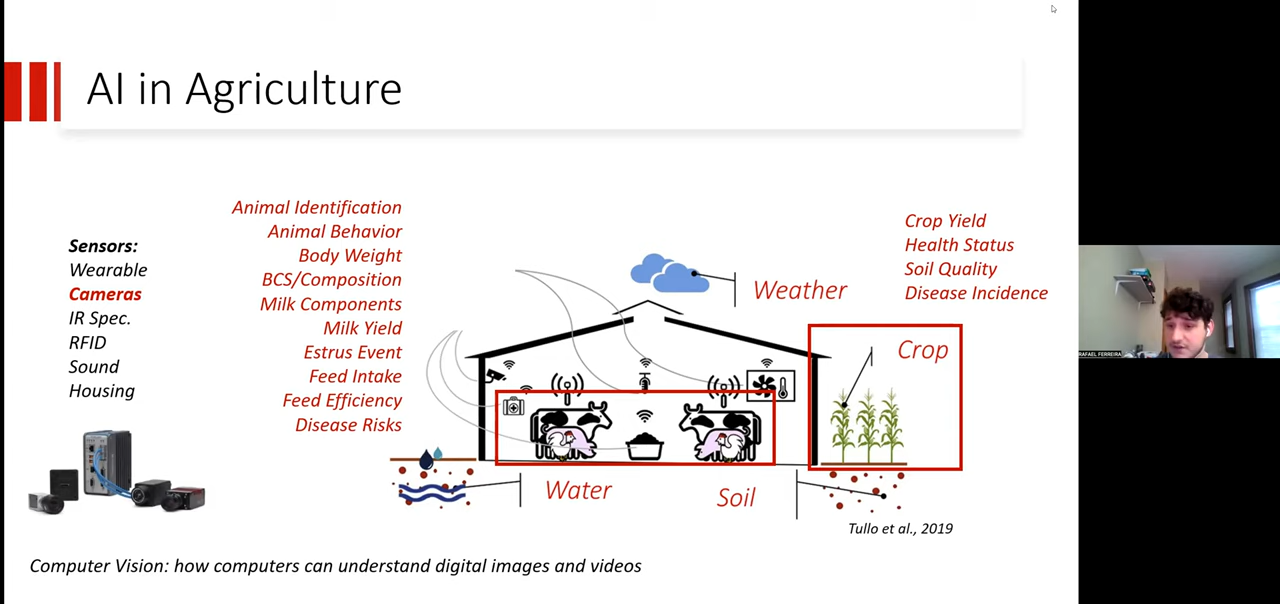 AI in Agriculture
Sensors:
Wearable
Cameras
IR Spec.
RFID
Sound
Housing
Animal Identification
Animal Behavior
Body Weight
BCS/Composition
Milk Components
Milk Yield
Estrus Event
Feed Intake
Feed Efficiency
Disease Risks
Weather
Crop Yield
Health Status
Soil Quality
Disease Incidence
Crop
Water
Soil
Tullo et al., 2019
Computer Vision: how computers can understand digital images and videos
RAFAEL FERREIRA